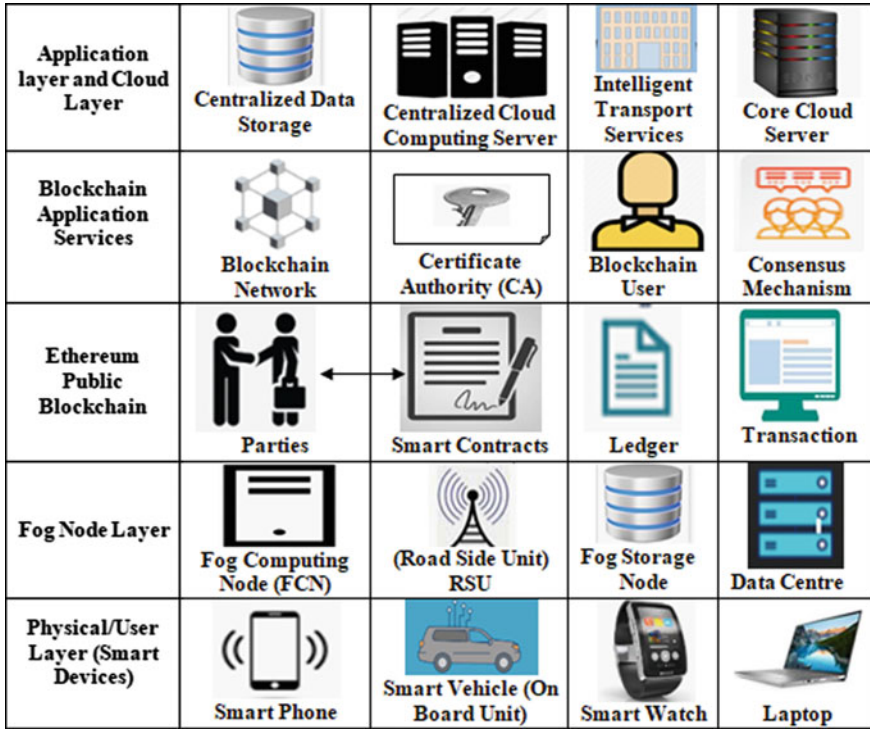 Application
layer and Cloud
Layer
Centralized Data
Storage
Centralized Cloud
Computing Server
Intelligent
Transport
Services
Core Cloud
Server
Blockchain
Application
Services
Blockchain
Network
Certificate
Authority (CA)
Blockchain
User
Consensus
Mechanism
Ethereum
Public
Blockchain
Parties
Smart Contracts
Ledger
Transaction
Fog Node Layer
Fog Computing
Node (FCN)
(Road Side Unit)
RSU
Fog Storage
Node
Data Centre
Physical/User
Layer (Smart
Devices)
Smart Phone
Smart Vehicle (On
Board Unit)
Smart Watch
Laptop